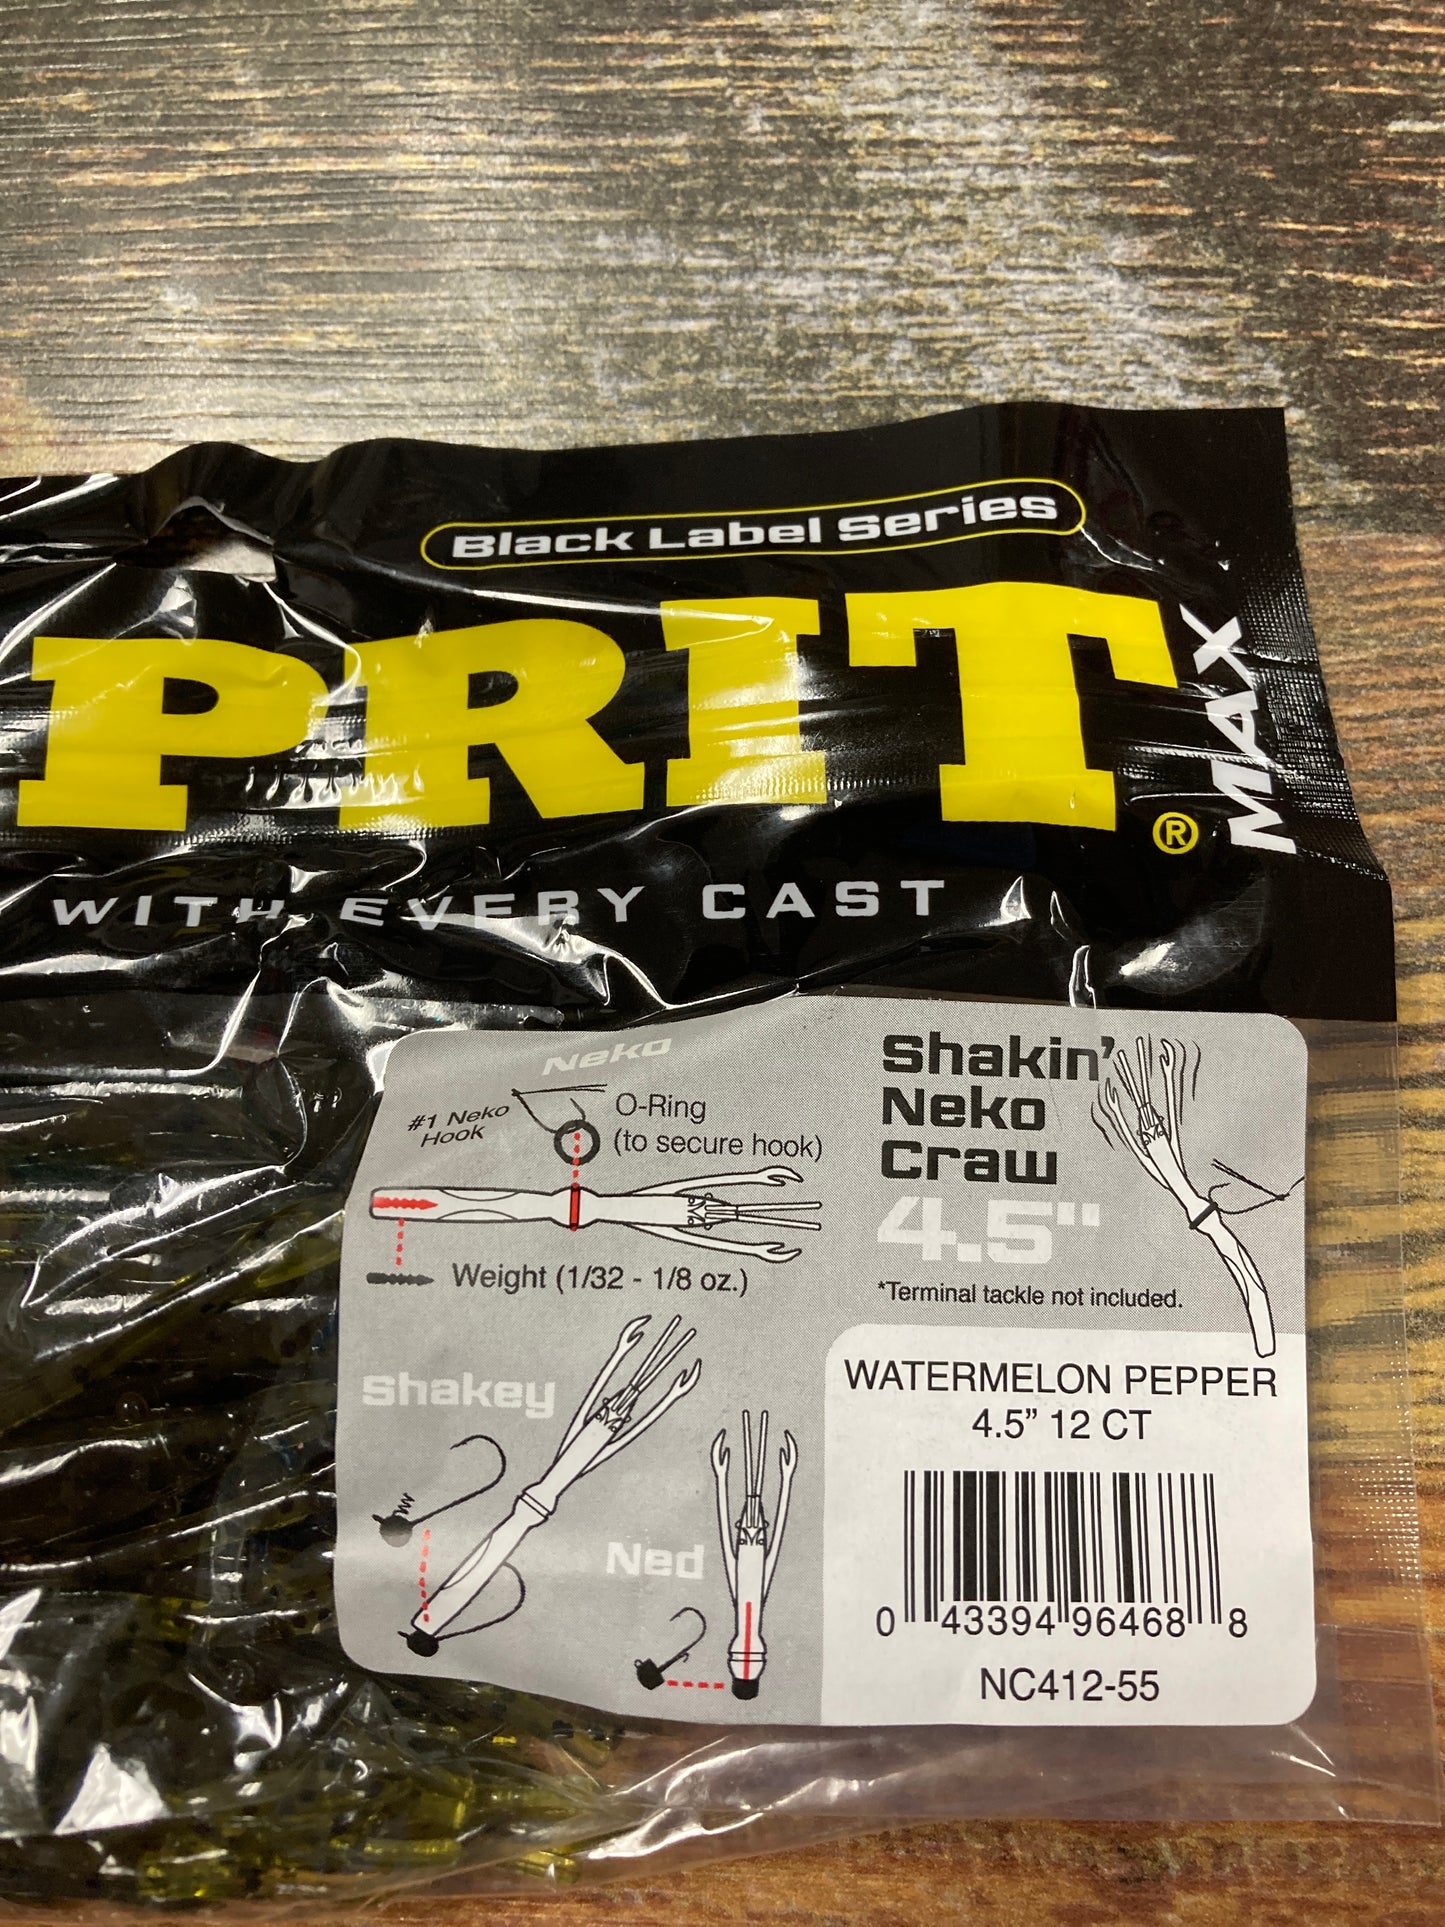 Black Label Series
PRIT®
MAX
WITH EVERY CAST
Neko
#1 Neko
Hook
O-Ring
(to secure hook)
Weight (1/32 - 1/8 oz.)
Shakey
Ned
Shakin'
Neko
Craw
4.5"
*Terminal tackle not included.
WATERMELON PEPPER
4.5” 12 CT
0 43394 96468 8
NC412-55